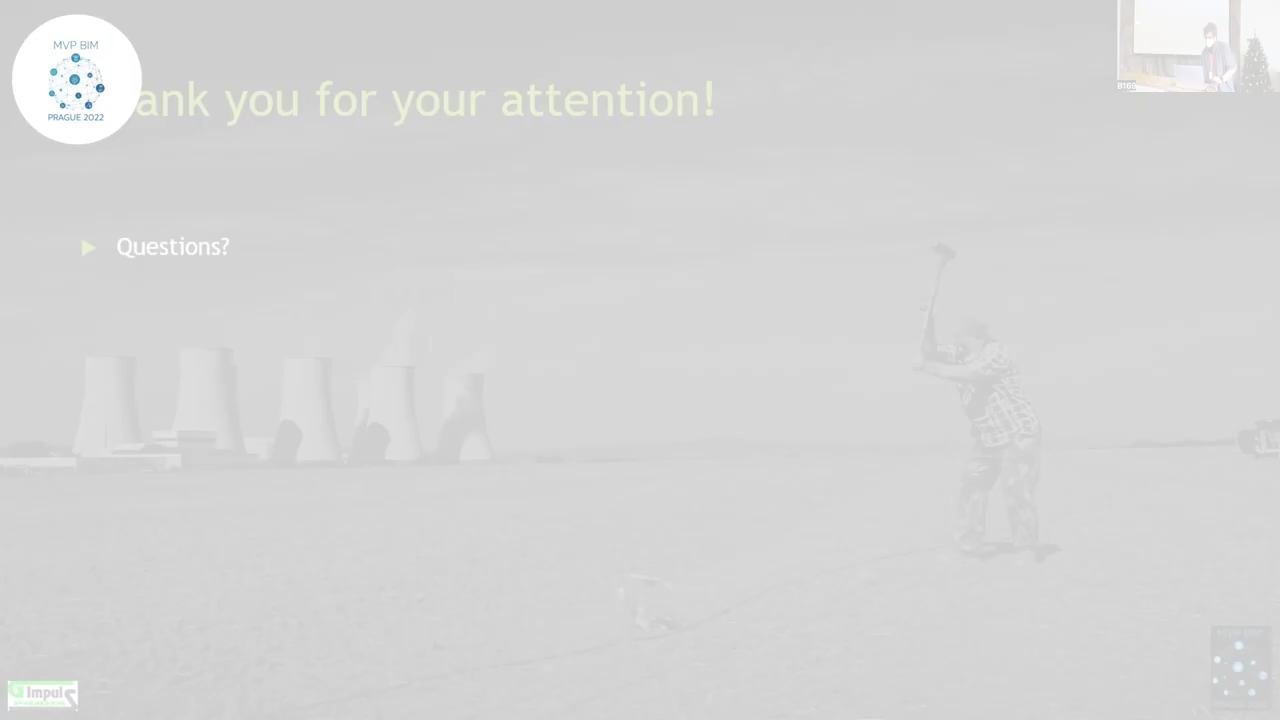 MVP BIM
PRAGUE 2022
ank you for your attention!
Questions?
Impuls